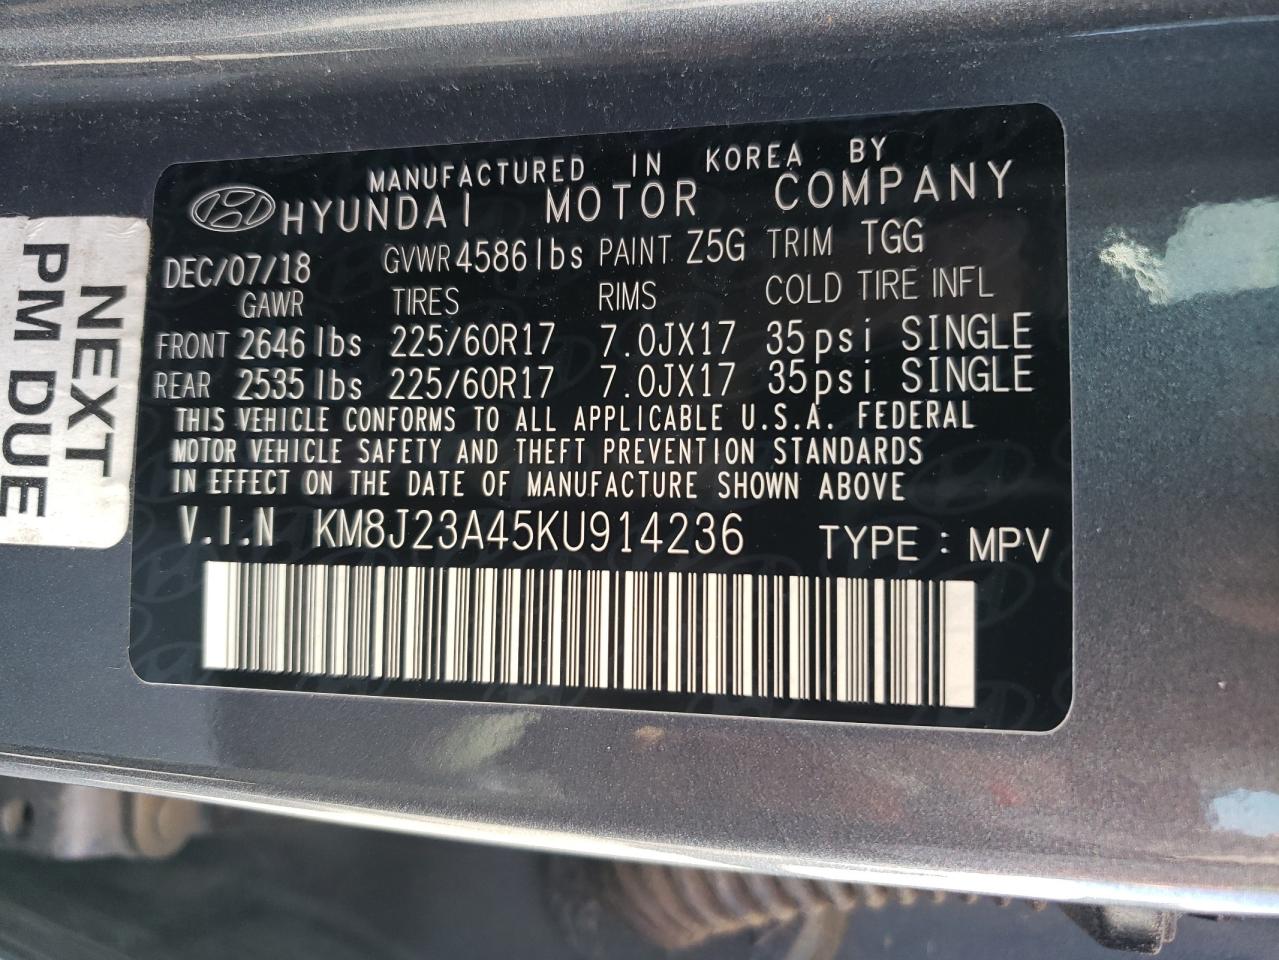 MANUFACTURED IN KOREA BY
HYUNDAI MOTOR COMPANY
DEC/07/18 GVWR 4586lbs PAINT Z5G TRIM TGG
GAWR TIRES RIMS COLD TIRE INFL
FRONT 2646lbs 225/60R17 7.0JX17 35psi SINGLE
REAR 2535lbs 225/60R17 7.0JX17 35psi SINGLE
THIS VEHICLE CONFORMS TO ALL APPLICABLE U.S.A. FEDERAL
MOTOR VEHICLE SAFETY AND THEFT PREVENTION STANDARDS
IN EFFECT ON THE DATE OF MANUFACTURE SHOWN ABOVE
V.I.N KM8J23A45KU914236 TYPE : MPV
NEXT
PM DUE